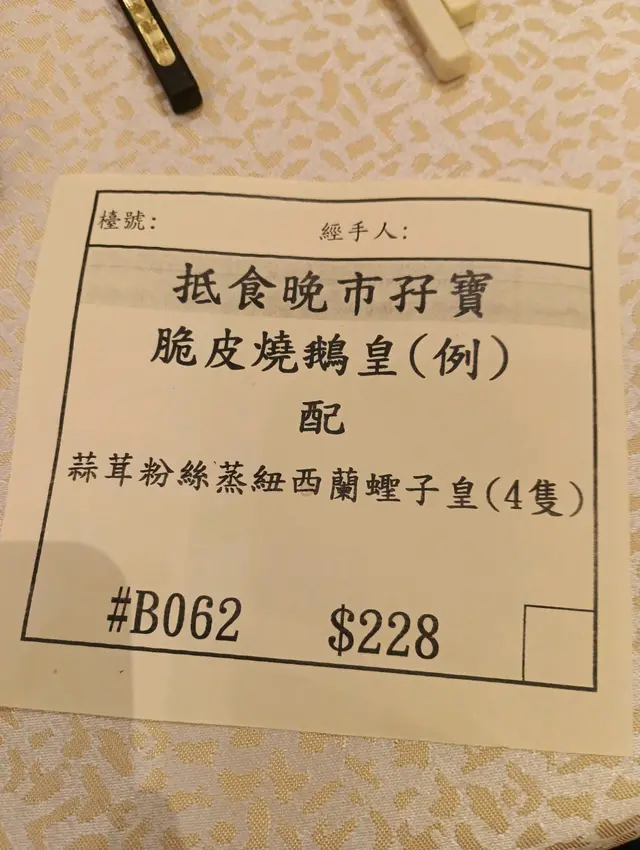 檯號: 經手人:
抵食晚市孖寶
脆皮燒鵝皇(例)
配
蒜茸粉絲蒸紐西蘭蟶子皇(4隻)
#B062 $228